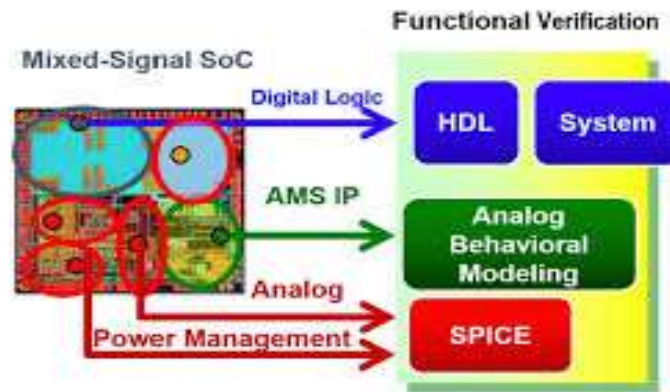 Functional Verification
Mixed-Signal SoC
Digital Logic
HDL
System
AMS IP
Analog
Behavioral
Modeling
Analog
Power Management
SPICE